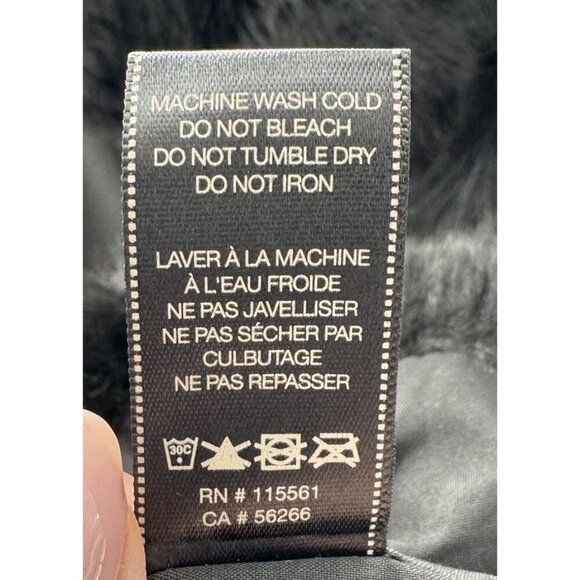 MACHINE WASH COLD
DO NOT BLEACH
DO NOT TUMBLE DRY
DO NOT IRON
LAVER À LA MACHINE
À L'EAU FROIDE
NE PAS JAVELLISER
NE PAS SÉCHER PAR
CULBUTAGE
NE PAS REPASSER
30C
RN # 115561
CA # 56266